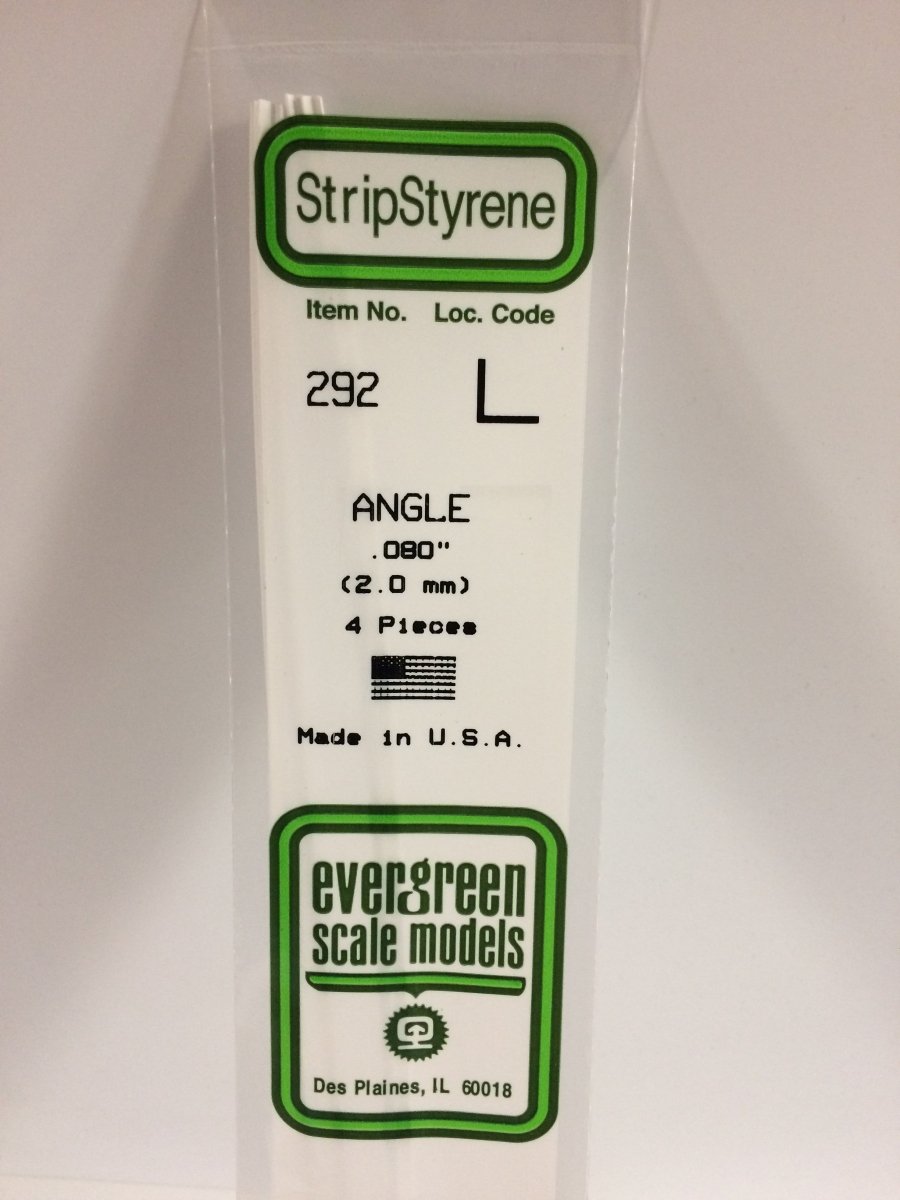 StripStyrene
Item No. Loc. Code
292 L
ANGLE
.080"
(2.0 mm)
4 Pieces
Made in U.S.A.
evergreen
scale models
Des Plaines, IL 60018